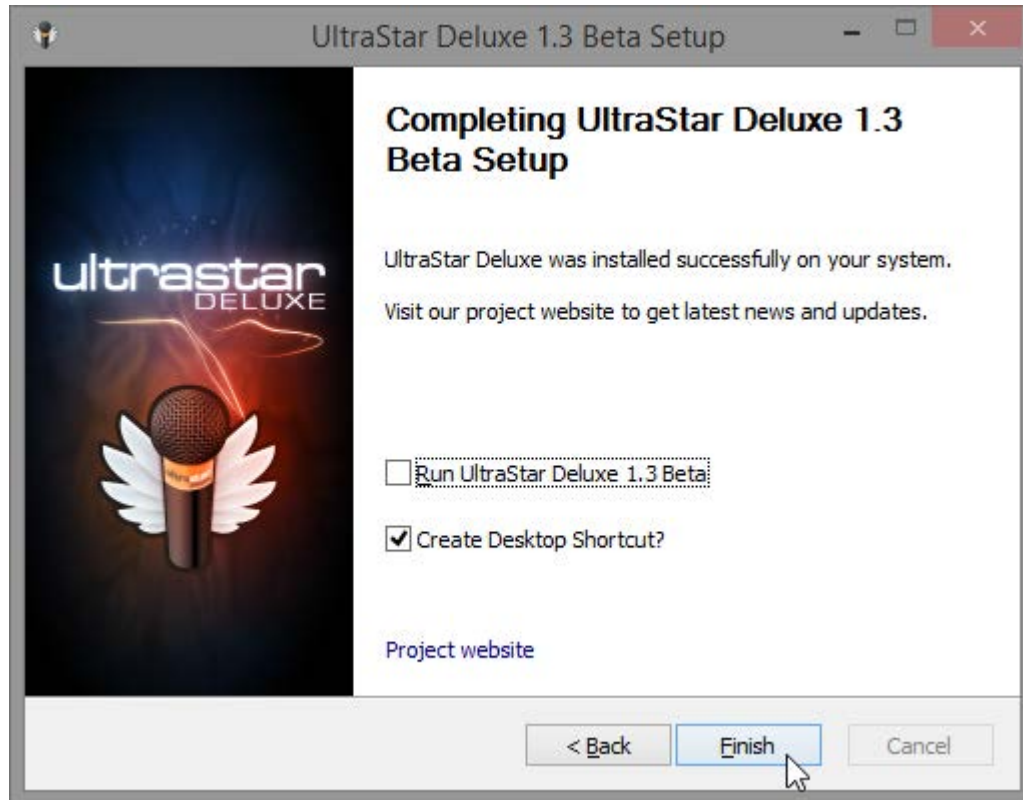 UltraStar Deluxe 1.3 Beta Setup
Completing UltraStar Deluxe 1.3
Beta Setup
ultrastar
DELUXE
UltraStar Deluxe was installed successfully on your system.
Visit our project website to get latest news and updates.
Run UltraStar Deluxe 1.3 Beta
Create Desktop Shortcut?
Project website
< Back
Finish
Cancel